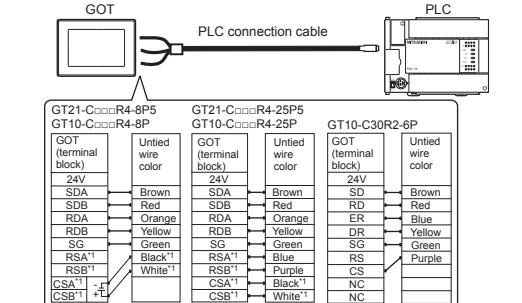 GOT
PLC
PLC connection cable
MITSUBISHI
GT21-C□□□R4-8P5
GT10-C□□□R4-8P
GOT (terminal block)
Untied wire color
24V
SDA Brown
SDB Red
RDA Orange
RDB Yellow
SG Green
RSA*1 Black*1
RSB*1 White*1
CSA*1 -
CSB*1 +
GT21-C□□□R4-25P5
GT10-C□□□R4-25P
GOT (terminal block)
Untied wire color
24V
SDA Brown
SDB Red
RDA Orange
RDB Yellow
SG Green
RSA*1 Blue
RSB*1 Purple
CSA*1 Black*1
CSB*1 White*1
GT10-C30R2-6P
GOT (terminal block)
Untied wire color
24V
SD Brown
RD Red
ER Blue
DR Yellow
SG Green
RS Purple
CS
NC
NC